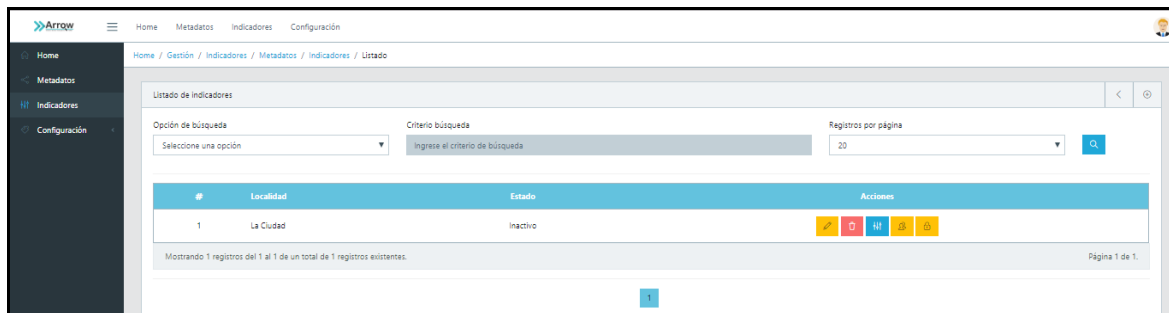 Arrow
Home Metadatos Indicadores Configuración
Home
Metadatos
Indicadores
Configuración
Home / Gestión / Indicadores / Metadatos / Indicadores / Listado
Listado de indicadores
Opción de búsqueda Criterio búsqueda Registros por página
Seleccione una opción Ingrese el criterio de búsqueda 20
# Localidad Estado Acciones
1 La Ciudad Inactivo
Mostrando 1 registros del 1 al 1 de un total de 1 registros existentes. Página 1 de 1.
1